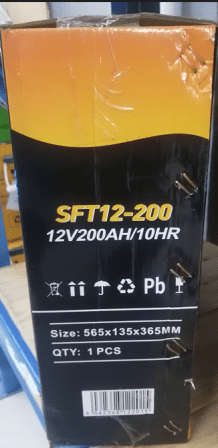 SFT12-200
12V200AH/10HR
Pb
Size: 565x135x365MM
QTY: 1 PCS